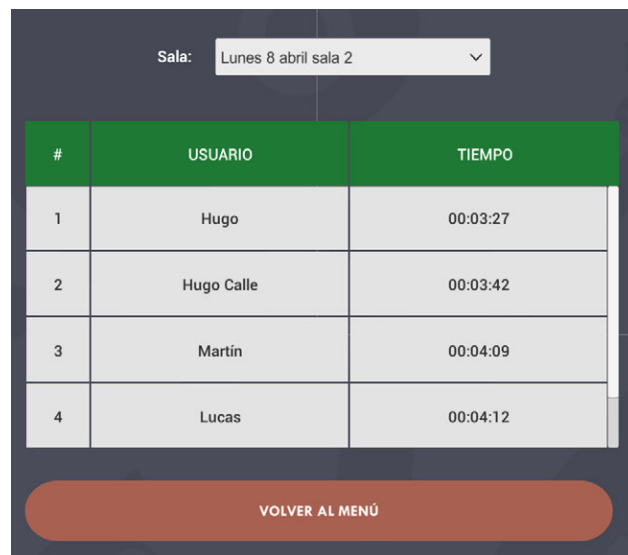 Sala: Lunes 8 abril sala 2
# USUARIO TIEMPO
1 Hugo 00:03:27
2 Hugo Calle 00:03:42
3 Martín 00:04:09
4 Lucas 00:04:12
VOLVER AL MENÚ